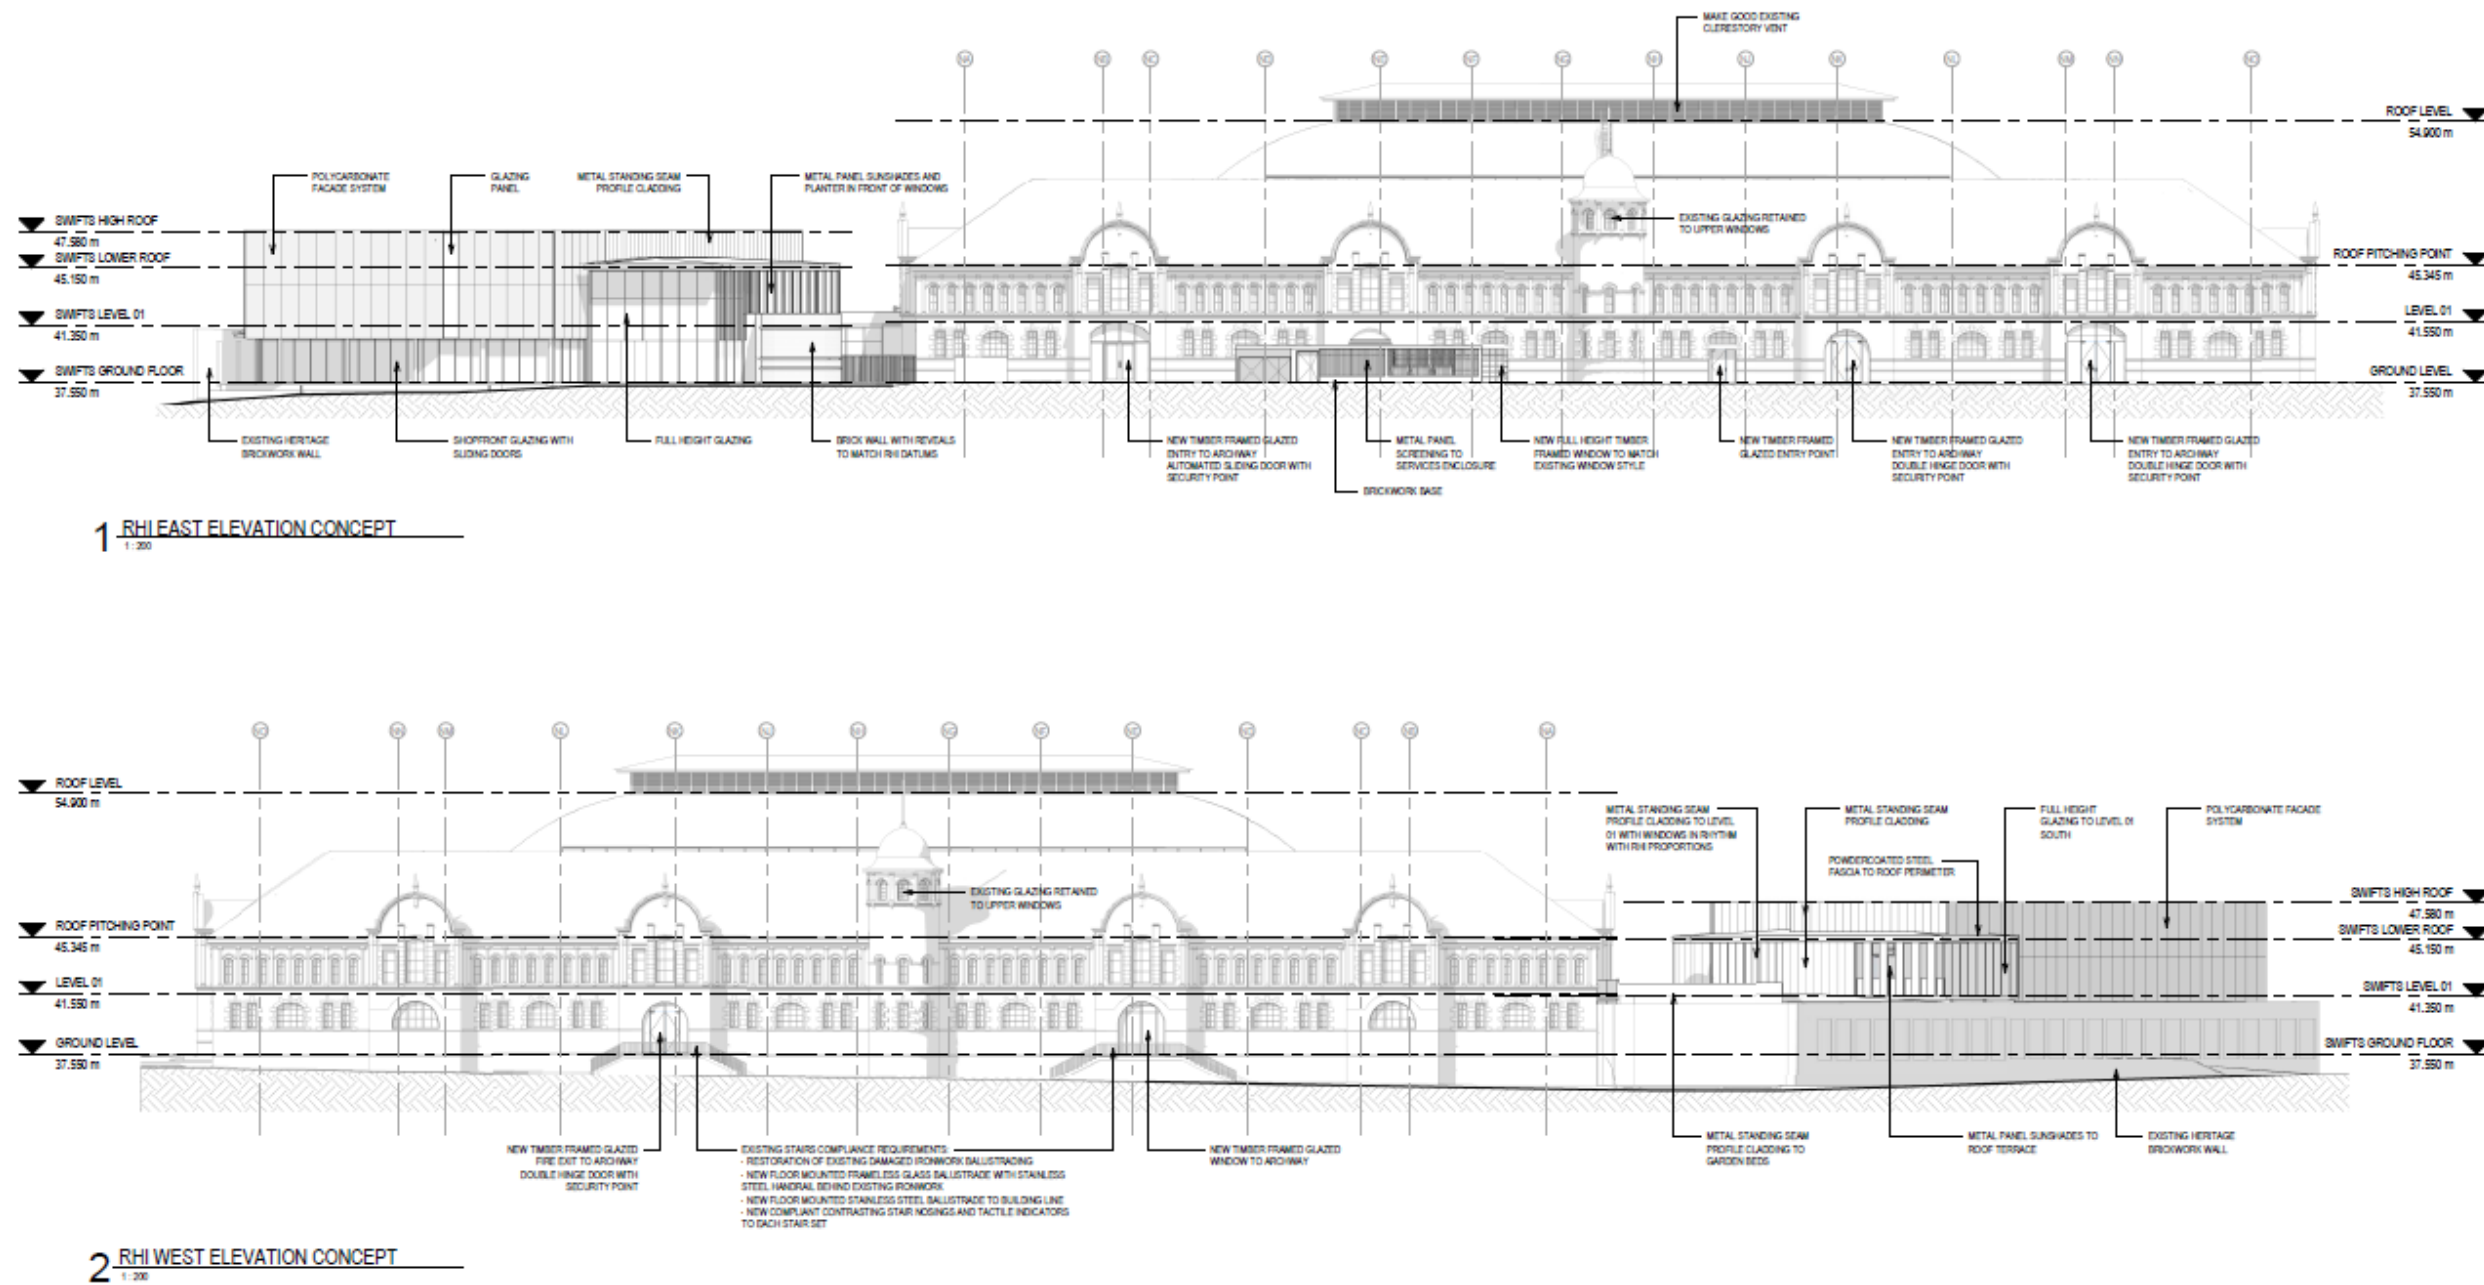 MAKE GOOD EXISTING
CLERESTORY VENT
ROOF LEVEL
54.900 m
POLYCARBONATE
FACADE SYSTEM
GLAZING
PANEL
METAL STANDING SEAM
PROFILE CLADDING
METAL PANEL SUNSHADES AND
PLANTER IN FRONT OF WINDOWS
SWIFTS HIGH ROOF
47.580 m
SWIFTS LOWER ROOF
45.150 m
SWIFTS LEVEL 01
41.350 m
SWIFTS GROUND FLOOR
37.550 m
EXISTING GLAZING RETAINED
TO UPPER WINDOWS
ROOF PITCHING POINT
45.345 m
LEVEL 01
41.550 m
GROUND LEVEL
37.550 m
EXISTING HERITAGE
BRICKWORK WALL
SHOPFRONT GLAZING WITH
SLIDING DOORS
FULL HEIGHT GLAZING
BRICK WALL WITH REVEALS
TO MATCH RHI DATUMS
NEW TIMBER FRAMED GLAZED
ENTRY TO ARCHWAY
AUTOMATED SLIDING DOOR WITH
SECURITY POINT
METAL PANEL
SCREENING TO
SERVICES ENCLOSURE
BRICKWORK BASE
NEW FULL HEIGHT TIMBER
FRAMED WINDOW TO MATCH
EXISTING WINDOW STYLE
NEW TIMBER FRAMED
GLAZED ENTRY POINT
NEW TIMBER FRAMED GLAZED
ENTRY TO ARCHWAY
DOUBLE HINGE DOOR WITH
SECURITY POINT
NEW TIMBER FRAMED GLAZED
ENTRY TO ARCHWAY
DOUBLE HINGE DOOR WITH
SECURITY POINT
1 RHI EAST ELEVATION CONCEPT
1 : 200
ROOF LEVEL
54.900 m
ROOF PITCHING POINT
45.345 m
LEVEL 01
41.550 m
GROUND LEVEL
37.550 m
EXISTING GLAZING RETAINED
TO UPPER WINDOWS
METAL STANDING SEAM
PROFILE CLADDING TO LEVEL
01 WITH WINDOWS IN RHYTHM
WITH RHI PROPORTIONS
METAL STANDING SEAM
PROFILE CLADDING
POWDERCOATED STEEL
FASCIA TO ROOF PERIMETER
FULL HEIGHT
GLAZING TO LEVEL 01
SOUTH
POLYCARBONATE FACADE
SYSTEM
SWIFTS HIGH ROOF
47.580 m
SWIFTS LOWER ROOF
45.150 m
SWIFTS LEVEL 01
41.350 m
SWIFTS GROUND FLOOR
37.550 m
NEW TIMBER FRAMED GLAZED
FIRE EXIT TO ARCHWAY
DOUBLE HINGE DOOR WITH
SECURITY POINT
EXISTING STAIRS COMPLIANCE REQUIREMENTS:
- RESTORATION OF EXISTING DAMAGED IRONWORK BALUSTRADING
- NEW FLOOR MOUNTED FRAMELESS GLASS BALUSTRADE WITH STAINLESS
STEEL HANDRAIL BEHIND EXISTING IRONWORK
- NEW FLOOR MOUNTED STAINLESS STEEL BALUSTRADE TO BUILDING LINE
- NEW COMPLIANT CONTRASTING STAIR NOSINGS AND TACTILE INDICATORS
TO EACH STAIR SET
NEW TIMBER FRAMED GLAZED
WINDOW TO ARCHWAY
METAL STANDING SEAM
PROFILE CLADDING TO
GARDEN BEDS
METAL PANEL SUNSHADES TO
ROOF TERRACE
EXISTING HERITAGE
BRICKWORK WALL
2 RHI WEST ELEVATION CONCEPT
1 : 200